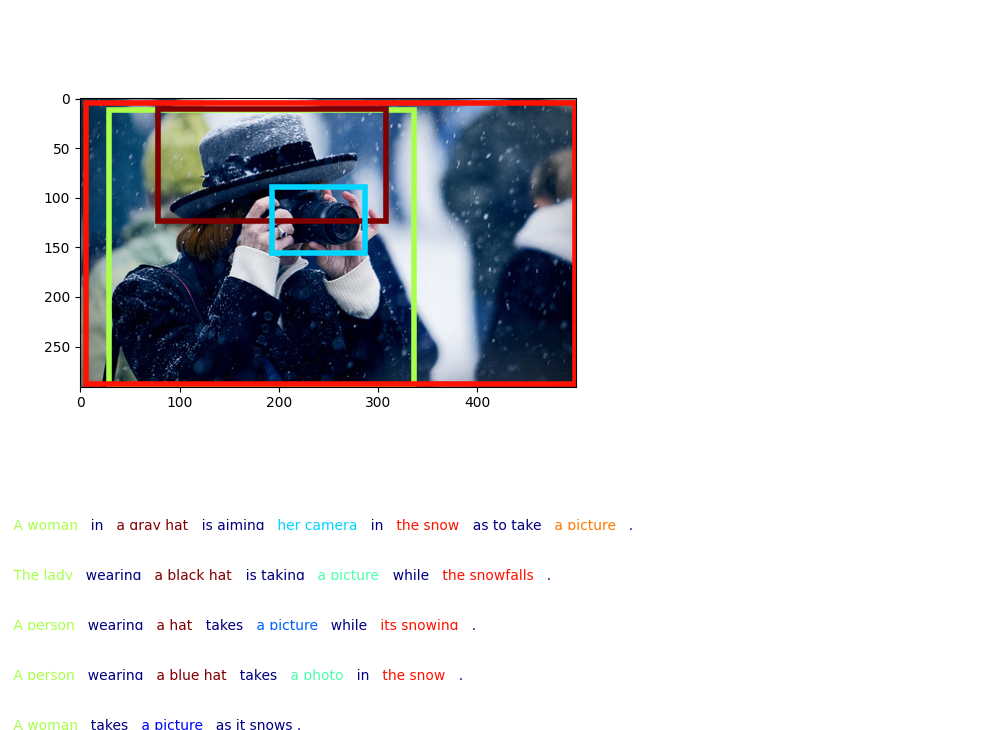 0
50
100
150
200
250
0 100 200 300 400
A woman in a gray hat is aiming her camera in the snow as to take a picture .
The lady wearing a black hat is taking a picture while the snowfalls .
A person wearing a hat takes a picture while its snowing .
A person wearing a blue hat takes a photo in the snow .
A woman takes a picture as it snows .